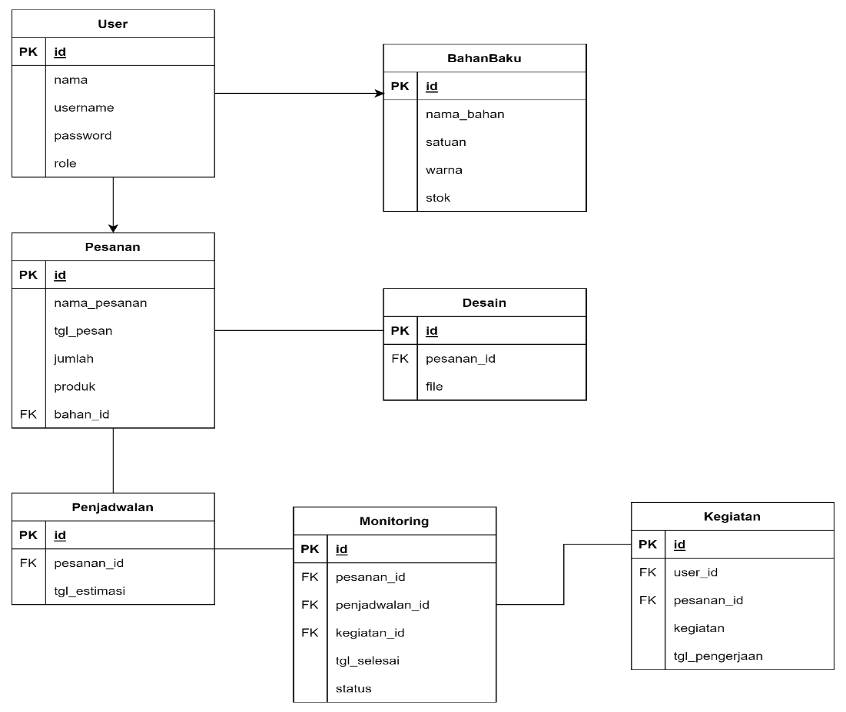 User
PK id
nama
username
password
role
BahanBaku
PK id
nama_bahan
satuan
warna
stok
Pesanan
PK id
nama_pesanan
tgl_pesan
jumlah
produk
FK bahan_id
Desain
PK id
FK pesanan_id
file
Penjadwalan
PK id
FK pesanan_id
tgl_estimasi
Monitoring
PK id
FK pesanan_id
FK penjadwalan_id
FK kegiatan_id
tgl_selesai
status
Kegiatan
PK id
FK user_id
FK pesanan_id
kegiatan
tgl_pengerjaan